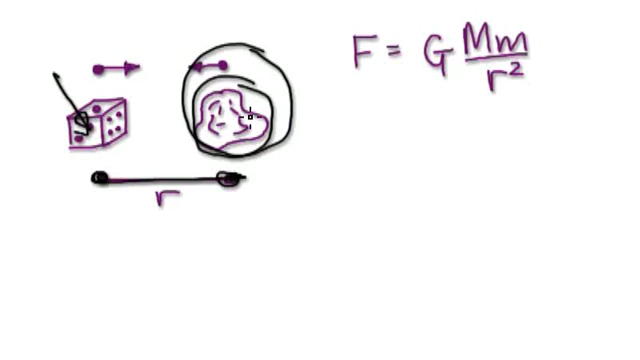 F = G Mm/r²
r